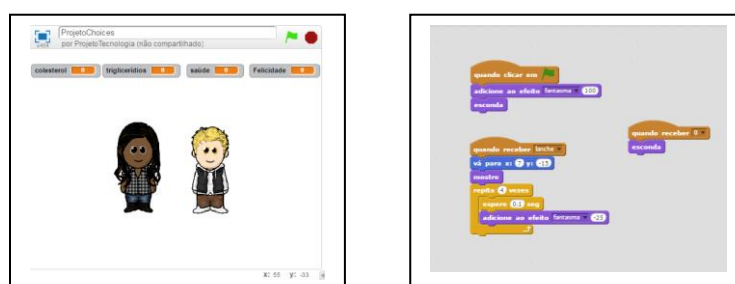 ProjetoChoices
por ProjetoTecnologia (não compartilhado)
colesterol 0 triglicerídios 0 saúde 0 Felicidade 0
X: 55 y: -33
quando clicar em
adicione ao efeito fantasma 100
esconda
quando receber lanche
vá para x: 7 y: -15
mostre
repita 4 vezes
espere 0.1 seg
adicione ao efeito fantasma -25
quando receber 0
esconda